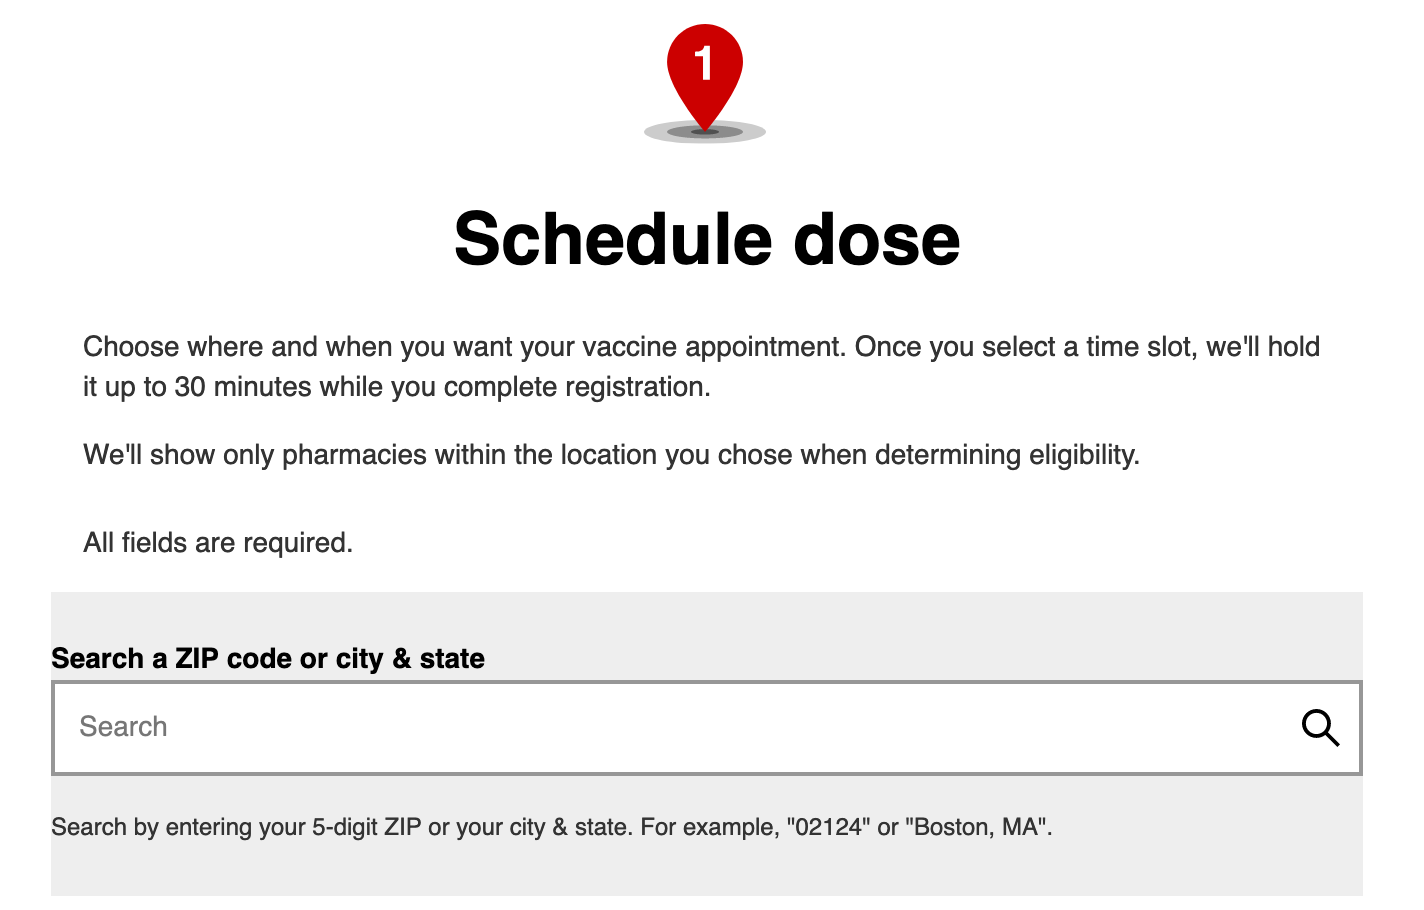 1
Schedule dose
Choose where and when you want your vaccine appointment. Once you select a time slot, we'll hold
it up to 30 minutes while you complete registration.
We'll show only pharmacies within the location you chose when determining eligibility.
All fields are required.
Search a ZIP code or city & state
Search
Search by entering your 5-digit ZIP or your city & state. For example, "02124" or "Boston, MA".